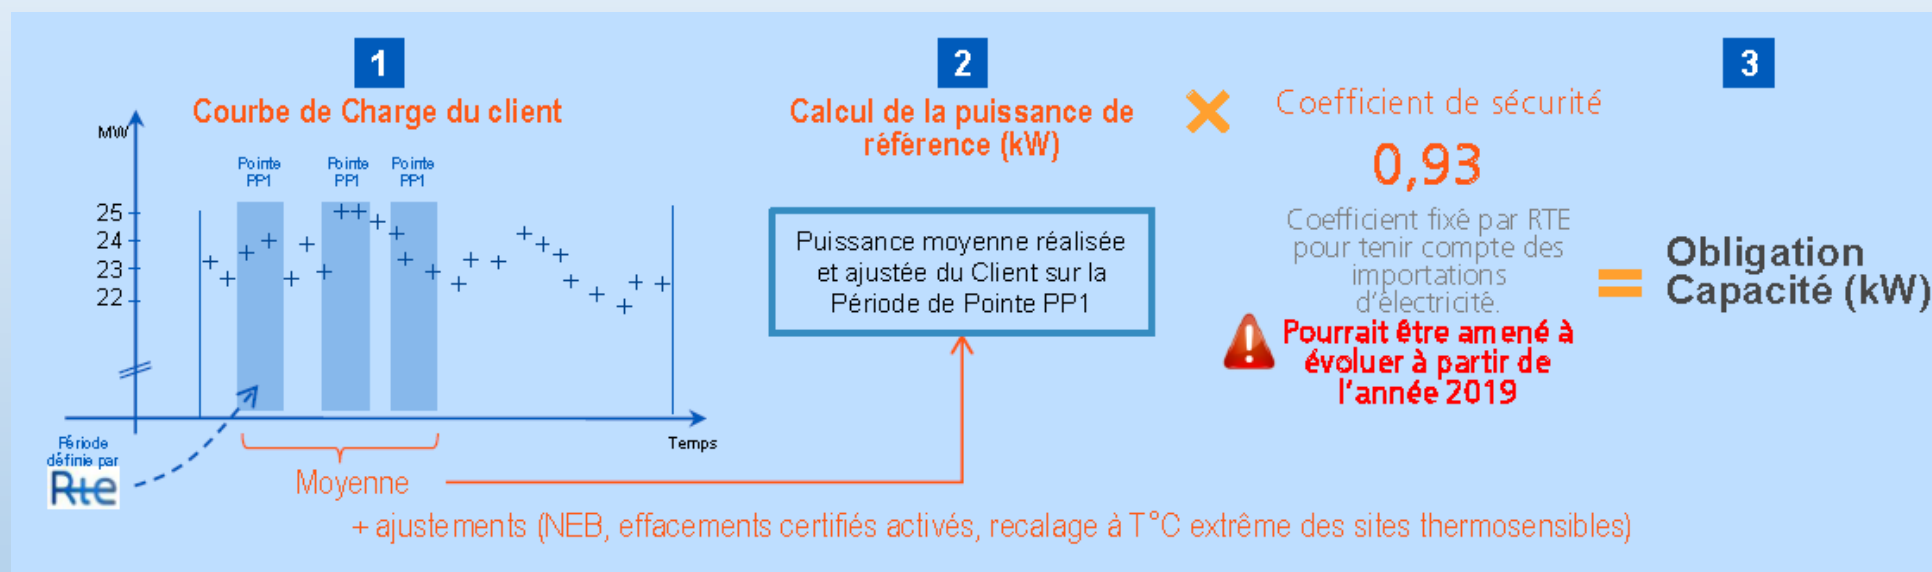 1
Courbe de Charge du client
MW
Pointe
PP1
Pointe
PP1
Pointe
PP1
25
24
23
22
Temps
Période
définie par
Rte
Moyenne
+ ajustements (NEB, effacements certifiés activés, recalage à T°C extrême des sites thermosensibles)
2
Calcul de la puissance de
référence (kW)
Puissance moyenne réalisée
et ajustée du Client sur la
Période de Pointe PP1
×
Coefficient de sécurité
0,93
Coefficient fixé par RTE
pour tenir compte des
importations
d'électricité.
Pourrait être amené à
évoluer à partir de
l'année 2019
=
3
Obligation
Capacité (kW)